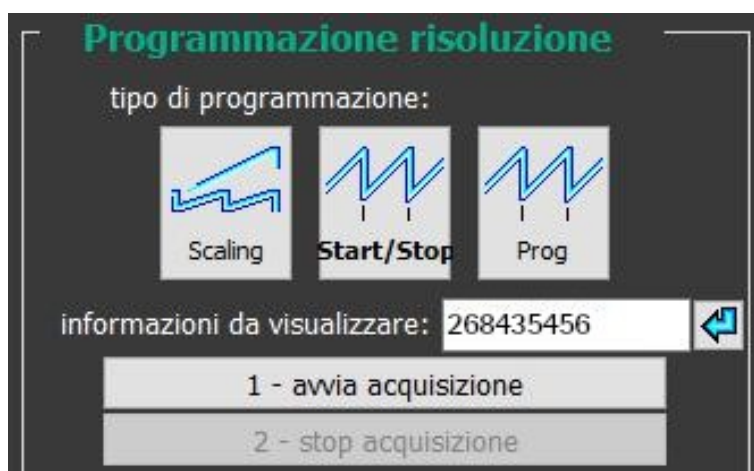 Programmazione risoluzione
tipo di programmazione:
Scaling Start/Stop Prog
informazioni da visualizzare: 268435456
1 - avvia acquisizione
2 - stop acquisizione